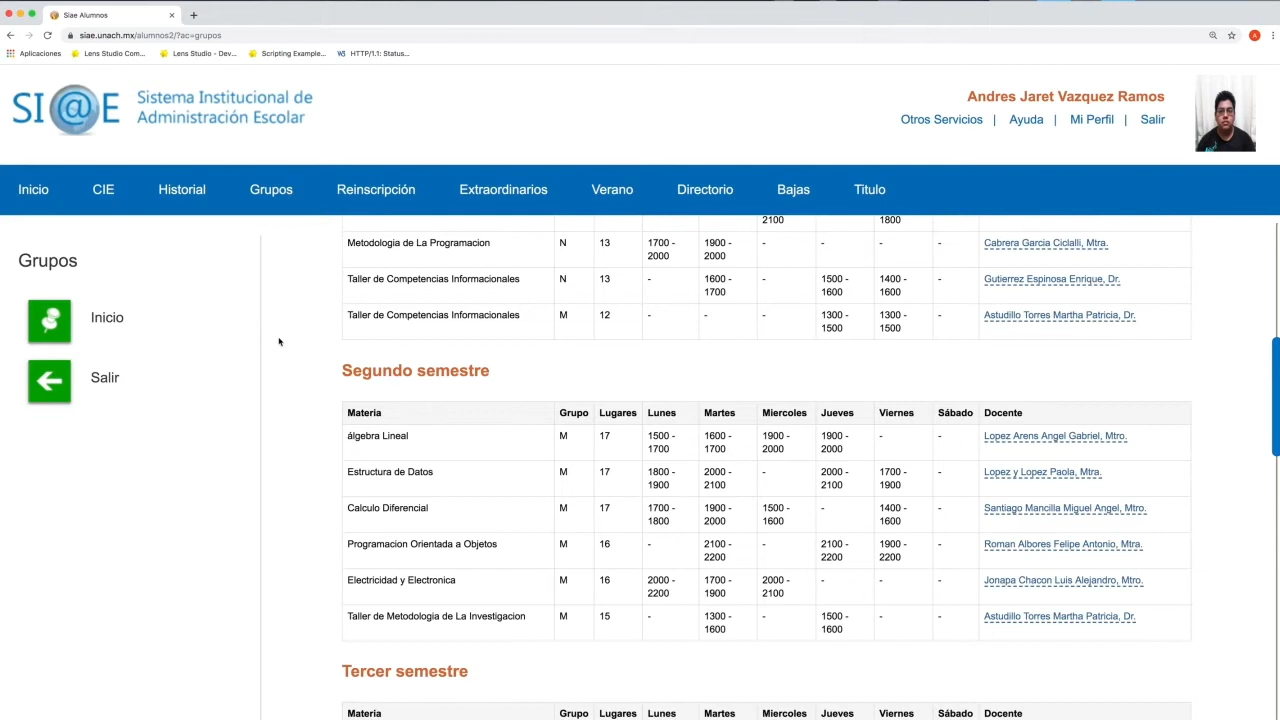 Siae Alumnos
siae.unach.mx/alumnos2/?ac=grupos
A
Aplicaciones Lens Studio Com... Lens Studio - Dev... Scripting Example... W3 HTTP/1.1: Status...
SI@E Sistema Institucional de
Administración Escolar
Andres Jaret Vazquez Ramos
Otros Servicios | Ayuda | Mi Perfil | Salir
Inicio CIE Historial Grupos Reinscripción Extraordinarios Verano Directorio Bajas Titulo
Grupos
Inicio
Salir
2100 1800
Metodologia de La Programacion N 13 1700 - 1900 - - - - - Cabrera Garcia Ciclalli, Mtra.
2000 2000
Taller de Competencias Informacionales N 13 - 1600 - - 1500 - 1400 - - Gutierrez Espinosa Enrique, Dr.
1700 1600 1600
Taller de Competencias Informacionales M 12 - - - 1300 - 1300 - - Astudillo Torres Martha Patricia, Dr.
1500 1500
Segundo semestre
Materia Grupo Lugares Lunes Martes Miercoles Jueves Viernes Sábado Docente
álgebra Lineal M 17 1500 - 1600 - 1900 - 1900 - - - Lopez Arens Angel Gabriel, Mtro.
1700 1700 2000 2000
Estructura de Datos M 17 1800 - 2000 - - 2000 - 1700 - - Lopez y Lopez Paola, Mtra.
1900 2100 2100 1900
Calculo Diferencial M 17 1700 - 1900 - 1500 - - 1400 - - Santiago Mancilla Miguel Angel, Mtro.
1800 2000 1600 1600
Programacion Orientada a Objetos M 16 - 2100 - - 2100 - 1900 - - Roman Albores Felipe Antonio, Mtra.
2200 2200 2200
Electricidad y Electronica M 16 2000 - 1700 - 2000 - - - - Jonapa Chacon Luis Alejandro, Mtro.
2200 1900 2100
Taller de Metodologia de La Investigacion M 15 - 1300 - - 1500 - - - Astudillo Torres Martha Patricia, Dr.
1600 1600
Tercer semestre
Materia Grupo Lugares Lunes Martes Miercoles Jueves Viernes Sábado Docente